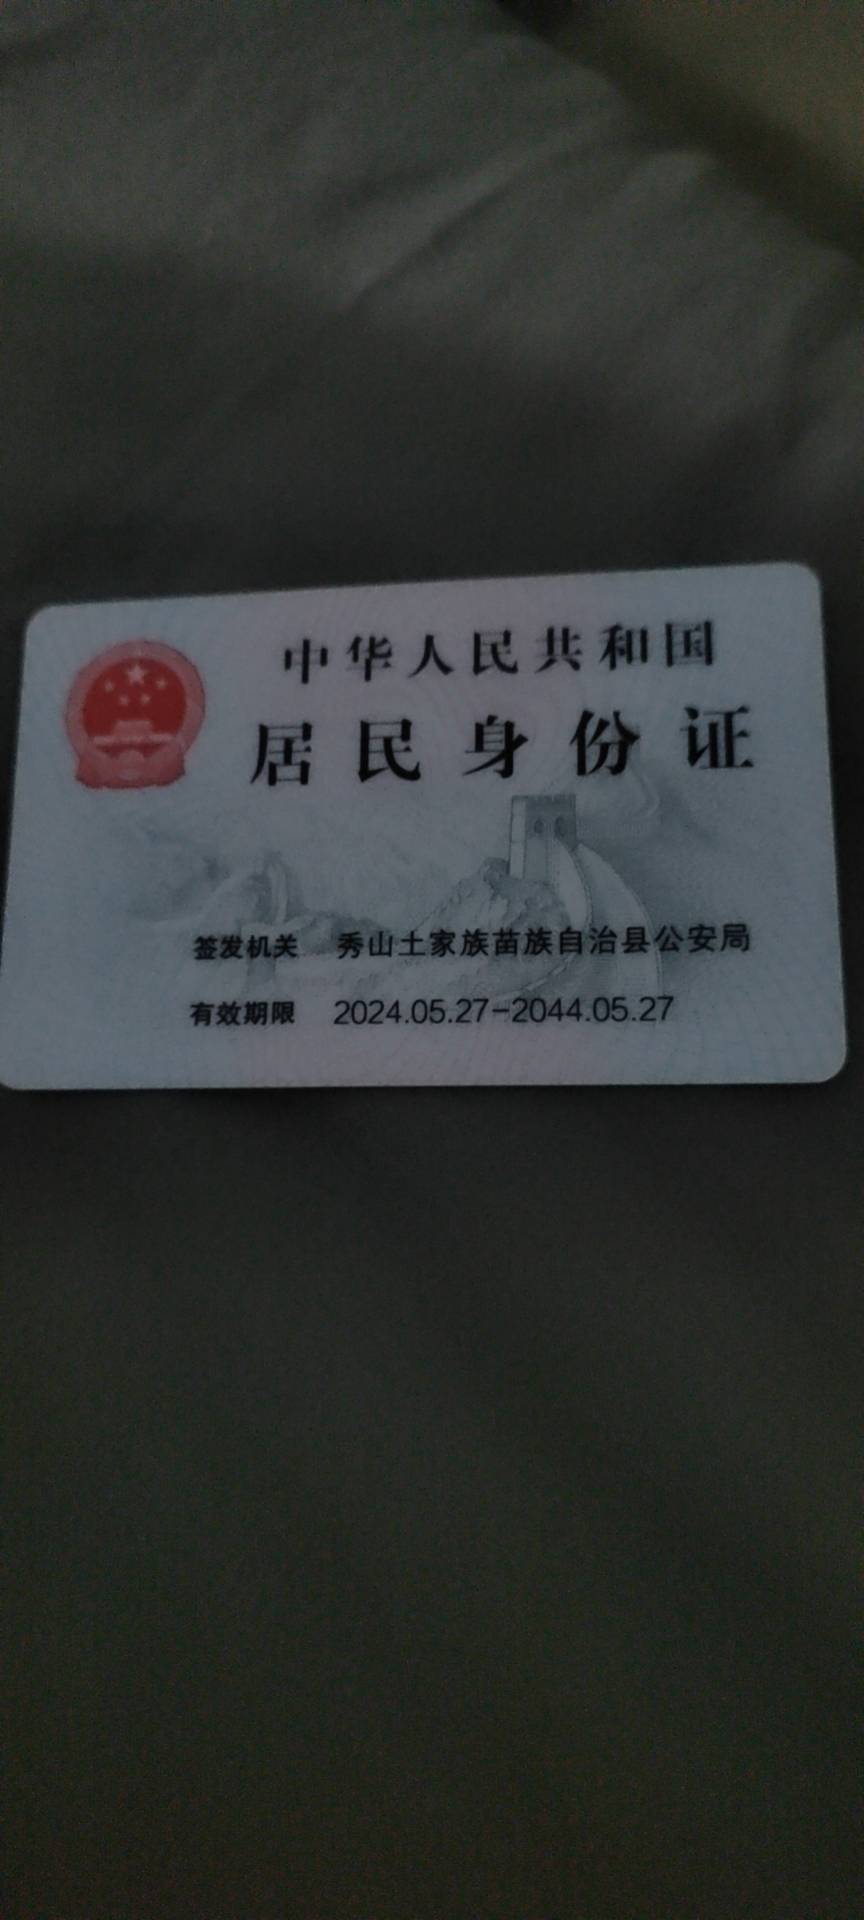 中华人民共和国
居民身份证
签发机关 秀山土家族苗族自治县公安局
有效期限 2024.05.27-2044.05.27